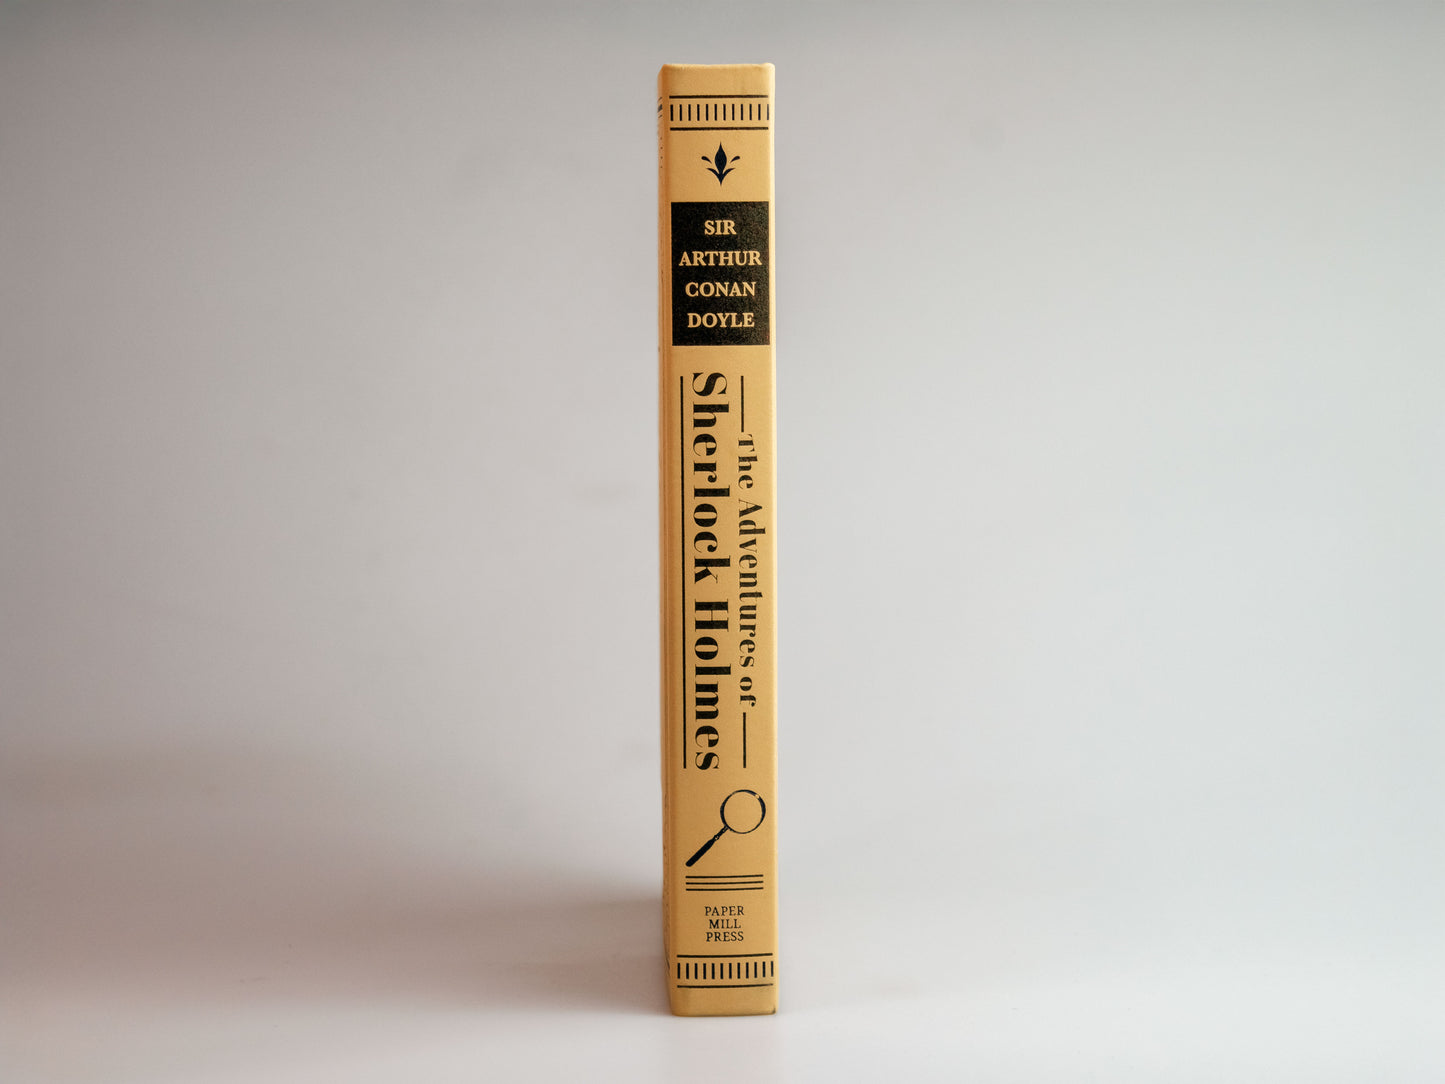 SIR
ARTHUR
CONAN
DOYLE
The Adventures of
Sherlock Holmes
PAPER
MILL
PRESS